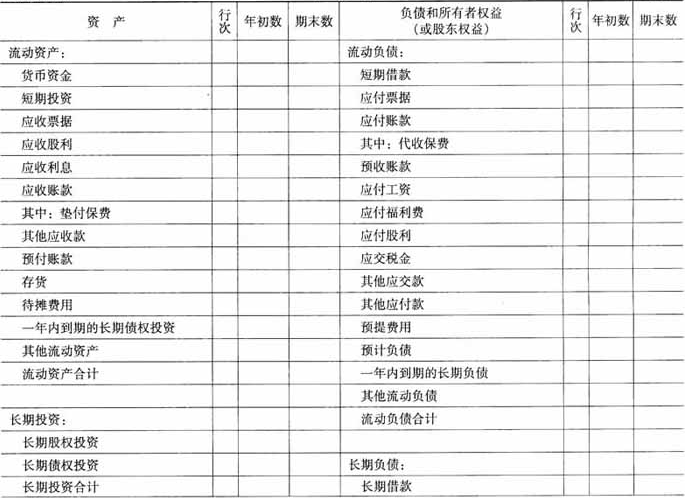 资 产 行次 年初数 期末数 负债和所有者权益（或股东权益） 行次 年初数 期末数
流动资产： 流动负债：
货币资金 短期借款
短期投资 应付票据
应收票据 应付账款
应收股利 其中：代收保费
应收利息 预收账款
应收账款 应付工资
其中：垫付保费 应付福利费
其他应收款 应付股利
预付账款 应交税金
存货 其他应交款
待摊费用 其他应付款
一年内到期的长期债权投资 预提费用
其他流动资产 预计负债
流动资产合计 一年内到期的长期负债
其他流动负债
长期投资： 流动负债合计
长期股权投资
长期债权投资 长期负债：
长期投资合计 长期借款